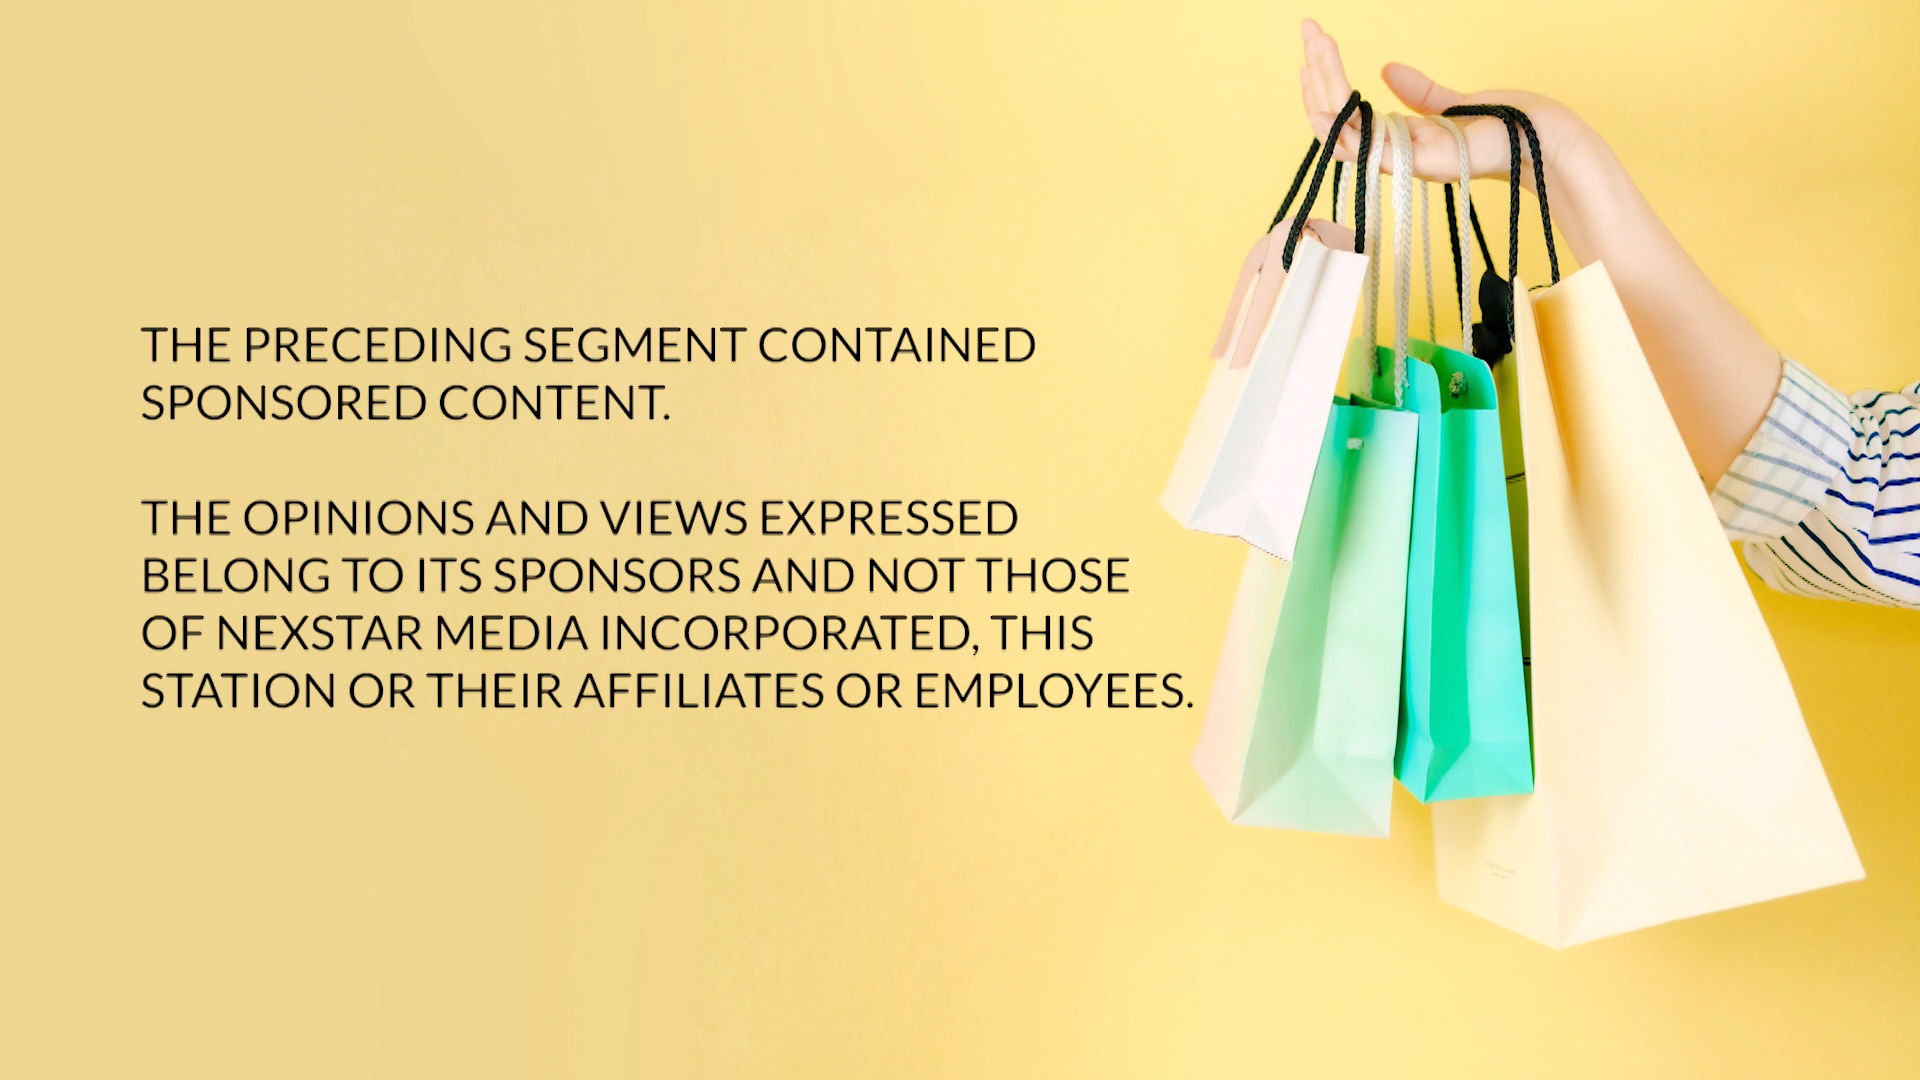 THE PRECEDING SEGMENT CONTAINED
SPONSORED CONTENT.
THE OPINIONS AND VIEWS EXPRESSED
BELONG TO ITS SPONSORS AND NOT THOSE
OF NEXSTAR MEDIA INCORPORATED, THIS
STATION OR THEIR AFFILIATES OR EMPLOYEES.